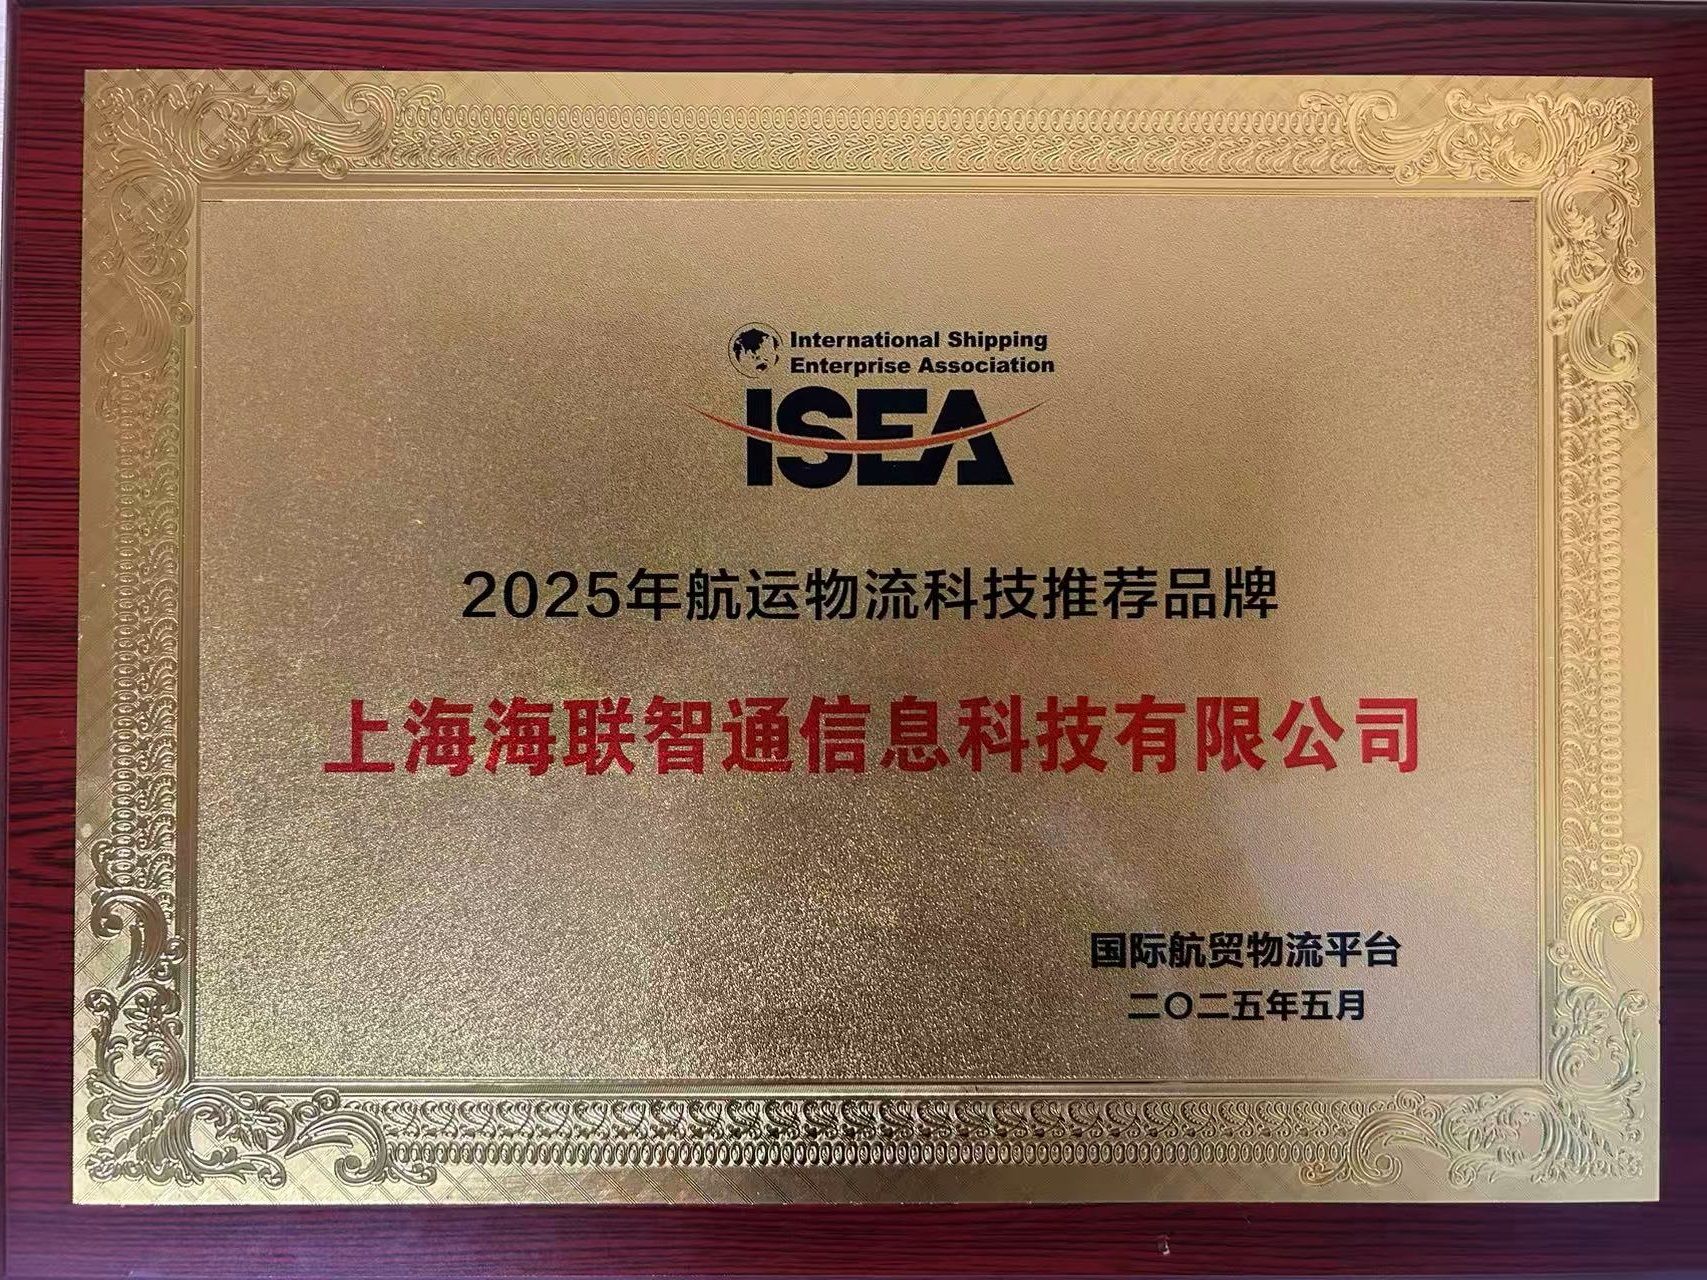 International Shipping
Enterprise Association
ISEA
2025年航运物流科技推荐品牌
上海海联智通信息科技有限公司
国际航贸物流平台
二〇二五年五月